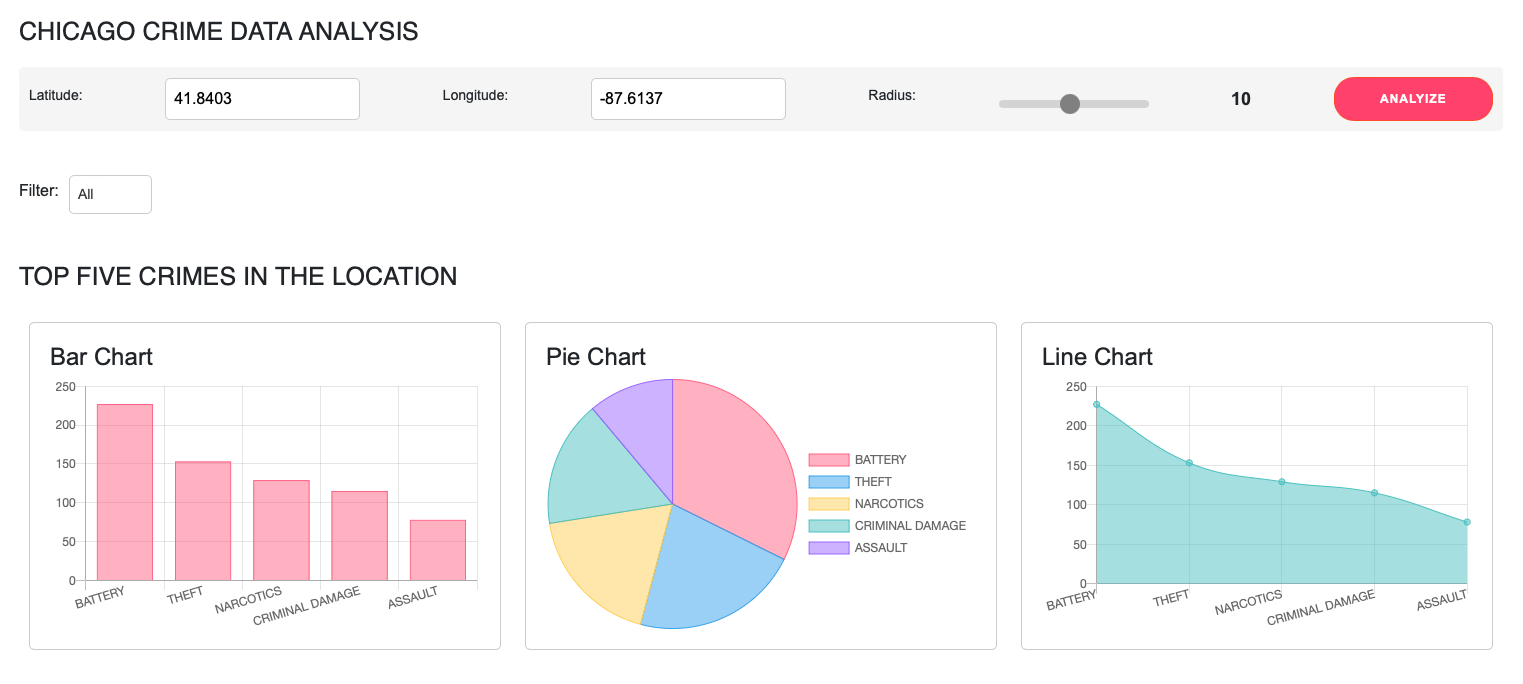 CHICAGO CRIME DATA ANALYSIS
Latitude: 41.8403 Longitude: -87.6137 Radius: 10 ANALYIZE
Filter: All
TOP FIVE CRIMES IN THE LOCATION
Bar Chart
250
200
150
100
50
0
BATTERY THEFT NARCOTICS CRIMINAL DAMAGE ASSAULT
Pie Chart
BATTERY
THEFT
NARCOTICS
CRIMINAL DAMAGE
ASSAULT
Line Chart
250
200
150
100
50
0
BATTERY THEFT NARCOTICS CRIMINAL DAMAGE ASSAULT